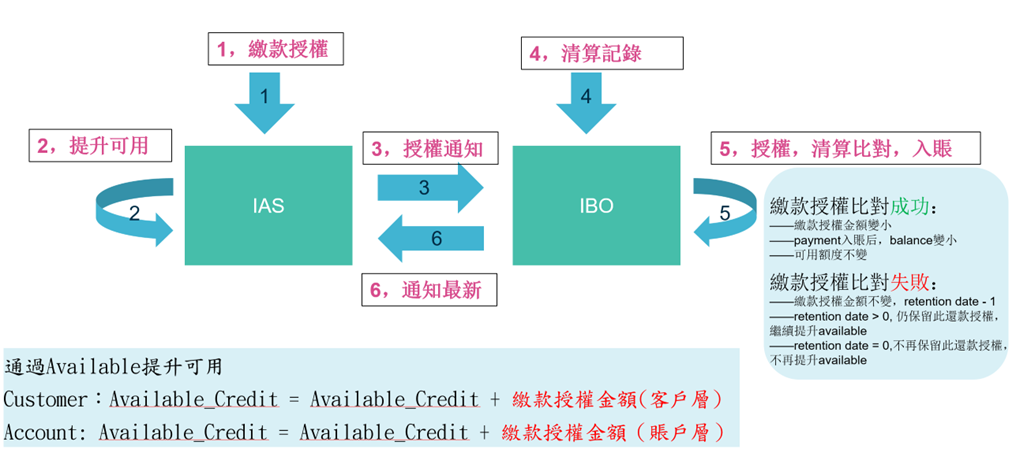 1，繳款授權
4，清算記錄
1
4
2，提升可用
3，授權通知
5，授權，清算比對，入賬
IAS
IBO
2
3
5
6
6，通知最新
繳款授權比對成功：
——繳款授權金額變小
——payment入賬后，balance變小
——可用額度不變
繳款授權比對失敗：
——繳款授權金額不變，retention date - 1
——retention date > 0, 仍保留此還款授權，
繼續提升available
——retention date = 0,不再保留此還款授權，
不再提升available
通過Available提升可用
Customer：Available_Credit = Available_Credit + 繳款授權金額(客戶層)
Account: Available_Credit = Available_Credit + 繳款授權金額（賬戶層）